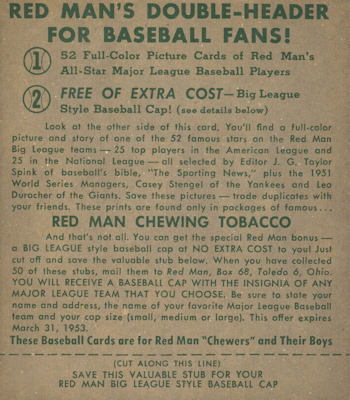 RED MAN'S DOUBLE-HEADER
FOR BASEBALL FANS!
1 52 Full-Color Picture Cards of Red Man's
All-Star Major League Baseball Players
2 FREE OF EXTRA COST—Big League
Style Baseball Cap! (see details below)
Look at the other side of this card. You'll find a full-color
picture and story of one of the 52 famous stars on the Red Man
Big League teams — 25 top players in the American League and
25 in the National League — all selected by Editor J. G. Taylor
Spink of baseball's bible, "The Sporting News," plus the 1951
World Series Managers, Casey Stengel of the Yankees and Leo
Durocher of the Giants. Save these pictures — trade duplicates with
your friends. These prints are found only in packages of famous...
RED MAN CHEWING TOBACCO
And that's not all. You can get the special Red Man bonus —
a BIG LEAGUE style baseball cap at NO EXTRA COST to you! Just
cut off and save the valuable stub below. When you have collected
50 of these stubs, mail them to Red Man, Box 68, Toledo 6, Ohio.
YOU WILL RECEIVE A BASEBALL CAP WITH THE INSIGNIA OF ANY
MAJOR LEAGUE TEAM THAT YOU CHOOSE. Be sure to state your
name and address, the name of your favorite Major League Baseball
team and your cap size (small, medium or large). This offer expires
March 31, 1953.
These Baseball Cards are for Red Man "Chewers" and Their Boys
(CUT ALONG THIS LINE)
SAVE THIS VALUABLE STUB FOR YOUR
RED MAN BIG LEAGUE STYLE BASEBALL CAP